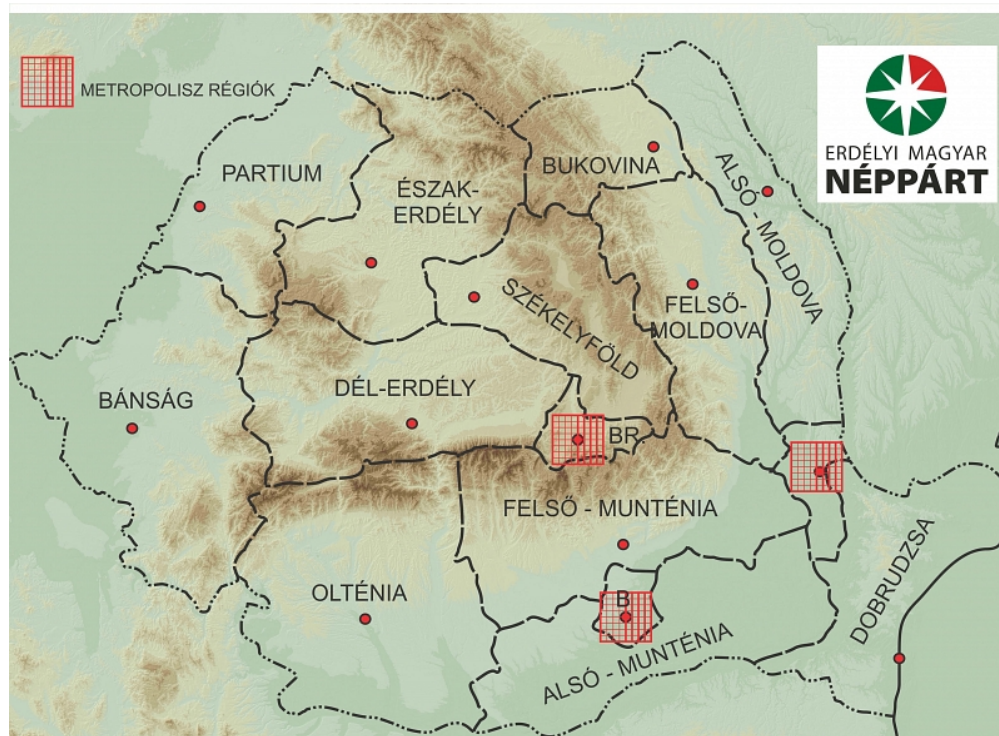 METROPOLISZ RÉGIÓK
ERDÉLYI MAGYAR
NÉPPÁRT
PARTIUM
ÉSZAK-
ERDÉLY
BUKOVINA
ALSÓ - MOLDOVA
SZÉKELYFÖLD
FELSŐ-
MOLDOVA
BÁNSÁG
DÉL-ERDÉLY
BR
FELSŐ - MUNTÉNIA
OLTÉNIA
B
ALSÓ - MUNTÉNIA
DOBRUDZSA